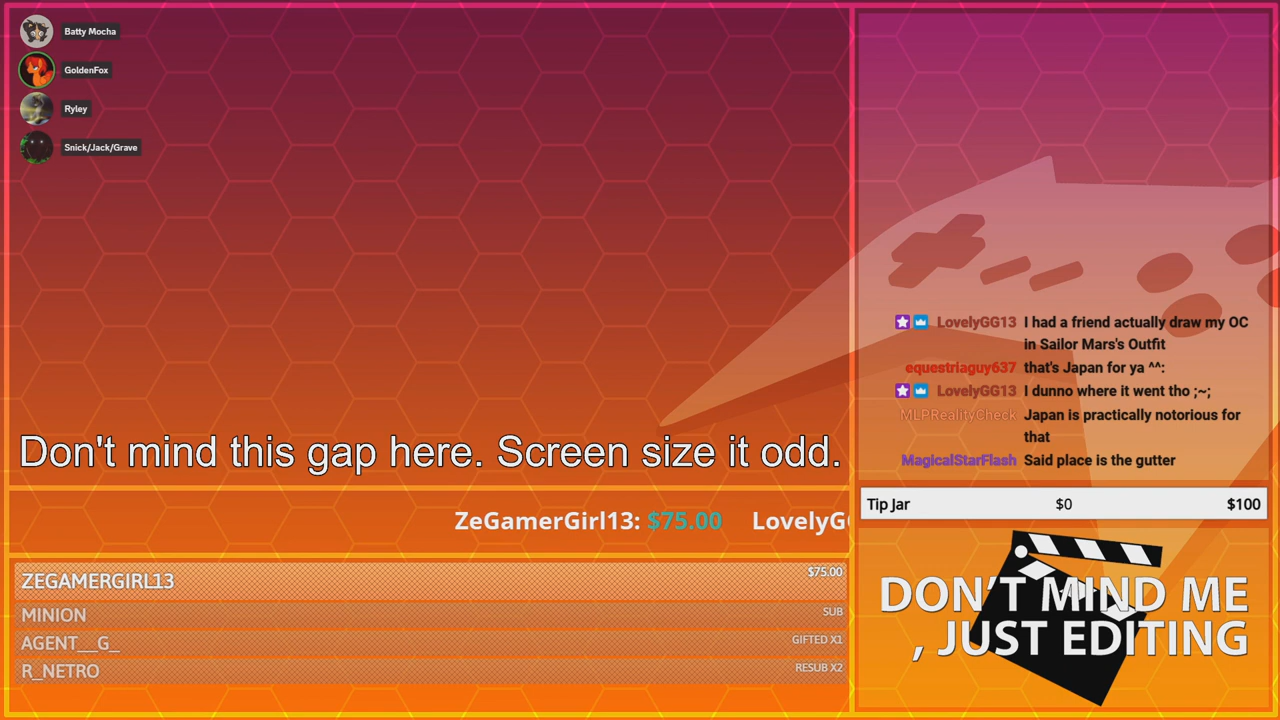 Batty Mocha
GoldenFox
Ryley
Snick/Jack/Grave
Don't mind this gap here. Screen size it odd.
ZeGamerGirl13: $75.00 LovelyG
ZEGAMERGIRL13 $75.00
MINION SUB
AGENT__G_ GIFTED X1
R_NETRO RESUB X2
LovelyGG13 I had a friend actually draw my OC
in Sailor Mars's Outfit
equestriaguy637 that's Japan for ya ^^:
LovelyGG13 I dunno where it went tho ;~;
MLPRealityCheck Japan is practically notorious for
that
MagicalStarFlash Said place is the gutter
Tip Jar $0 $100
DON'T MIND ME
, JUST EDITING